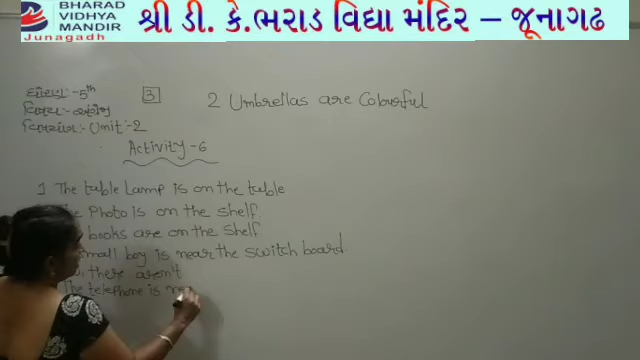 BHARAD
VIDHYA
MANDIR
Junagadh
શ્રી ડી. કે.ભરાડ વિદ્યા મંદિર – જૂનાગઢ
ધોરણ :- 5th
3
2 Umbrellas are Colourful
વિષય:- અંગ્રેજી
Unit:-2
Activity-6
1 The table Lamp is on the table
The Photo is on the shelf
books are on the shelf
small boy is near the switch board
there aren't
The telephone is